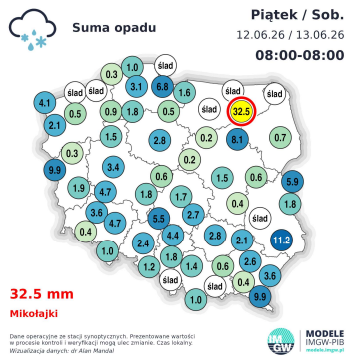 Suma opadu
Piątek / Sob.
12.06.26 / 13.06.26
08:00-08:00
0.3 1.0 ślad
4.1 ślad ślad 3.1 6.8 1.6 ślad ślad
2.1 0.5 0.9 1.8 0.5 ślad 32.5
1.5 2.8 0.2 8.1 0.7
0.3 0.2
9.9 3.4
1.9 4.7 0.6 1.5 0.6 5.9
1.8 1.7 0.4 1.8
3.6 4.7 5.5 2.7 ślad
0.4 2.4 4.4 2.8 2.1 11.2
1.0 1.2 1.8 1.4 0.6 2.6 3.6
ślad ślad 0.4
1.0 9.9
32.5 mm
Mikołajki
Dane operacyjne ze stacji synoptycznych. Prezentowane wartości
w procesie kontroli i weryfikacji mogą ulec zmianie. Czas lokalny.
Wizualizacja danych: dr Alan Mandal
IM
GW
MODELE
IMGW-PIB
modele.imgw.pl